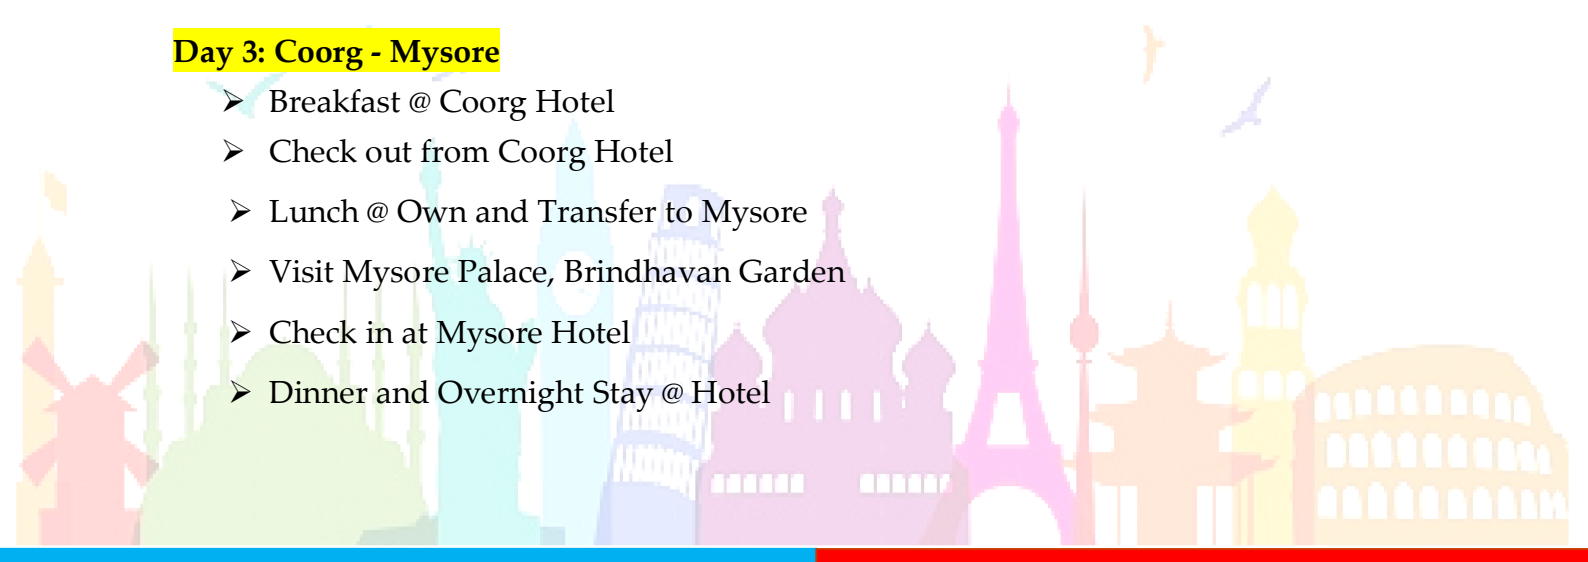 Day 3: Coorg - Mysore
➢ Breakfast @ Coorg Hotel
➢ Check out from Coorg Hotel
➢ Lunch @ Own and Transfer to Mysore
➢ Visit Mysore Palace, Brindhavan Garden
➢ Check in at Mysore Hotel
➢ Dinner and Overnight Stay @ Hotel